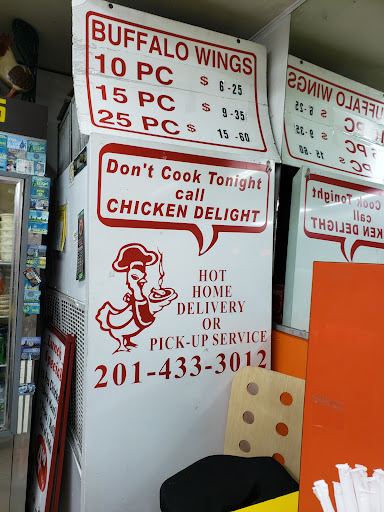 BUFFALO WINGS
10 PC $ 6-25
15 PC $ 9-35
25 PC $ 15-60
Don't Cook Tonight
call
CHICKEN DELIGHT
HOT
HOME
DELIVERY
OR
PICK-UP SERVICE
201-433-3012